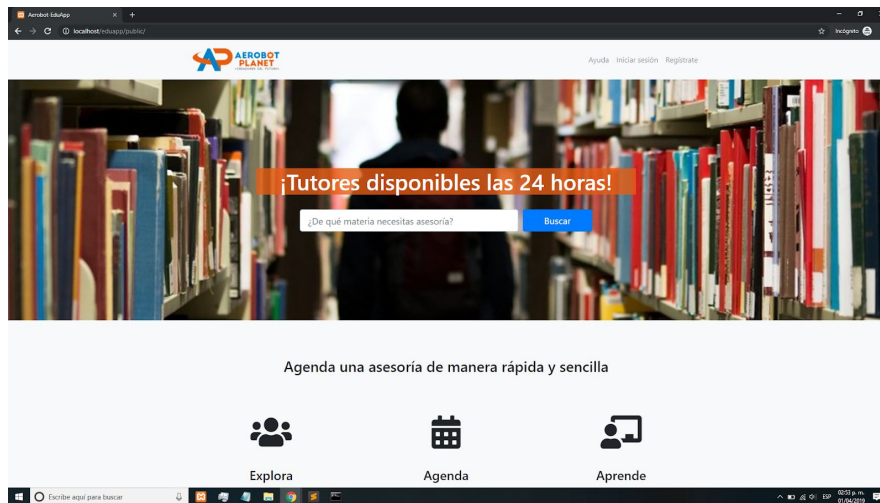 Aerobot EduApp
localhost/eduapp/public/
Incógnito
AEROBOT
PLANET
Ayuda Iniciar sesión Regístrate
¡Tutores disponibles las 24 horas!
¿De qué materia necesitas asesoría?
Buscar
Agenda una asesoría de manera rápida y sencilla
Explora
Agenda
Aprende
Escribe aquí para buscar
ESP
02:53 p. m.
01/04/2019